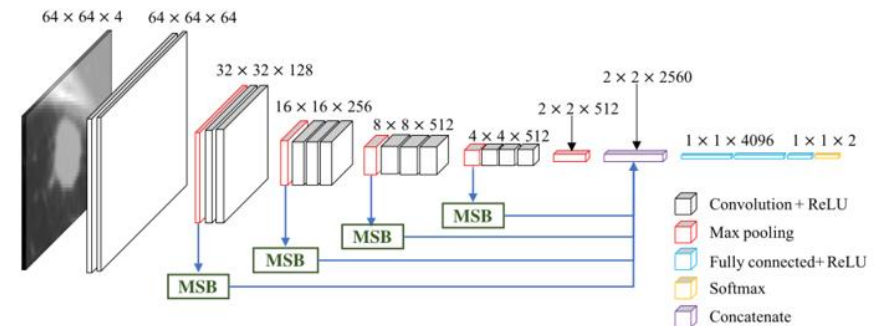 64 × 64 × 4
64 × 64 × 64
32 × 32 × 128
16 × 16 × 256
8 × 8 × 512
4 × 4 × 512
2 × 2 × 512
2 × 2 × 2560
1 × 1 × 4096
1 × 1 × 2
MSB
MSB
MSB
MSB
Convolution + ReLU
Max pooling
Fully connected+ ReLU
Softmax
Concatenate